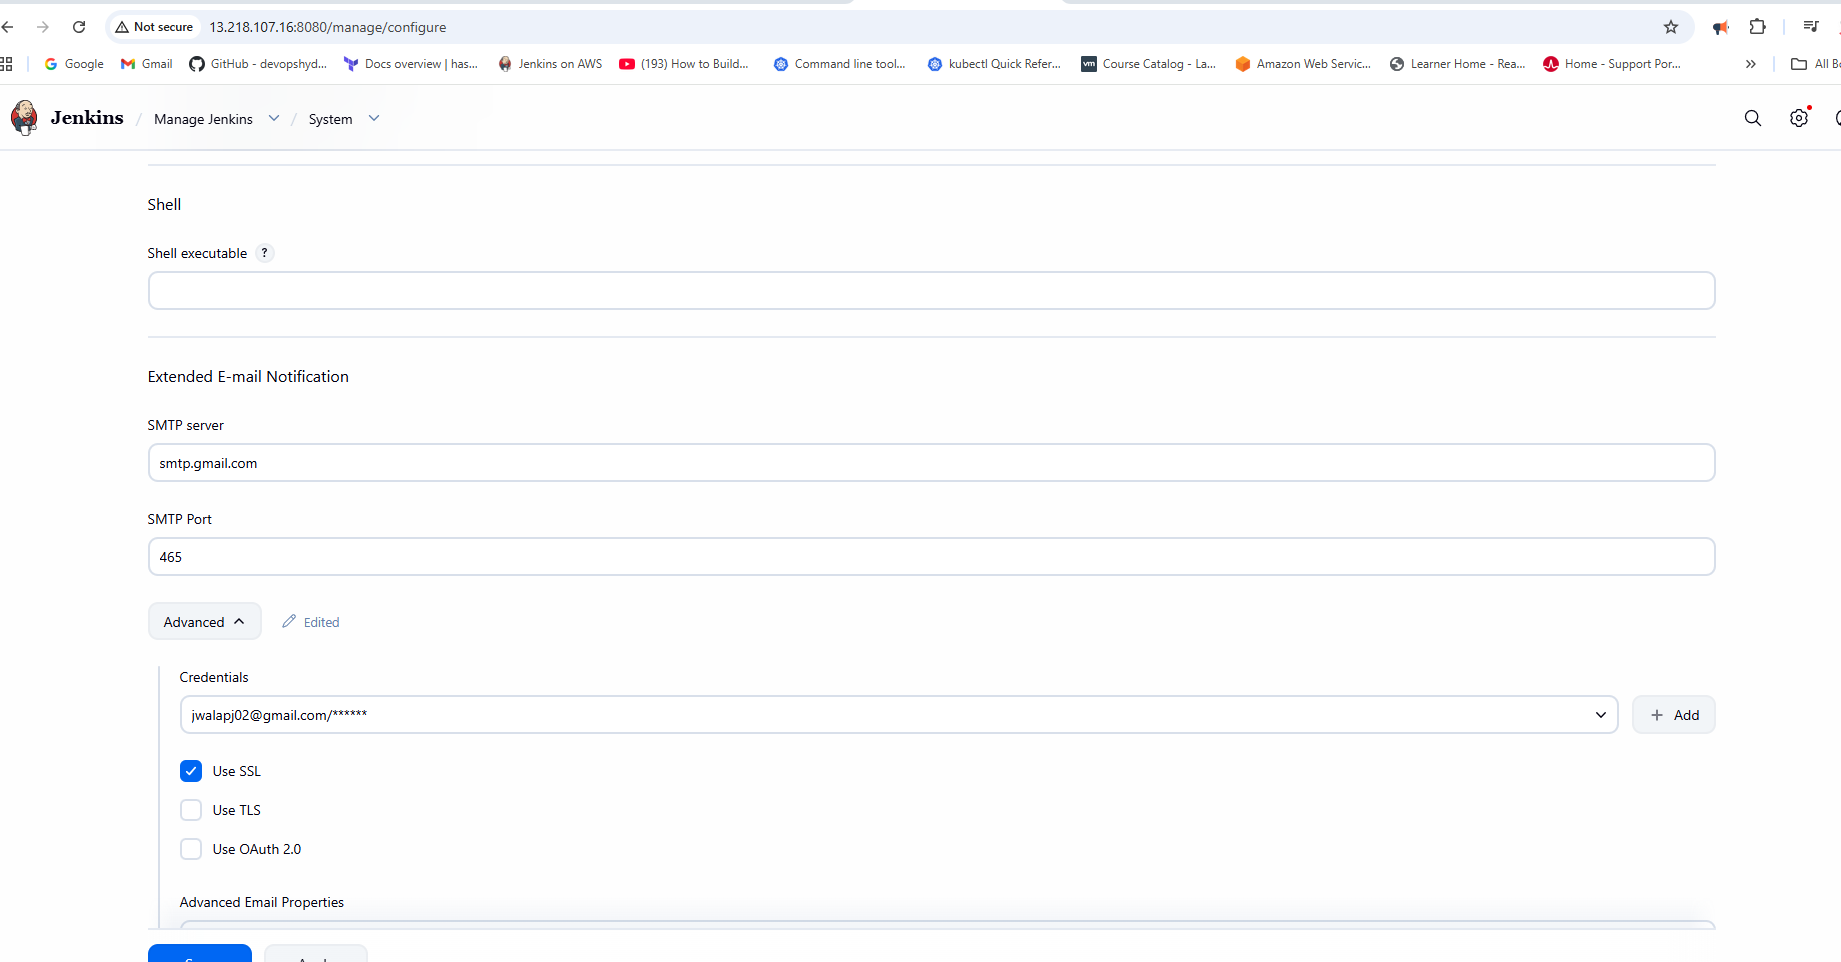 Not secure 13.218.107.16:8080/manage/configure
Google Gmail GitHub - devopshyd... Docs overview | has... Jenkins on AWS (193) How to Build... Command line tool... kubectl Quick Refer... vm Course Catalog - La... Amazon Web Servic... Learner Home - Rea... Home - Support Por... » All
Jenkins / Manage Jenkins / System
Shell
Shell executable ?
Extended E-mail Notification
SMTP server
smtp.gmail.com
SMTP Port
465
Advanced Edited
Credentials
jwalapj02@gmail.com/******
+ Add
Use SSL
Use TLS
Use OAuth 2.0
Advanced Email Properties